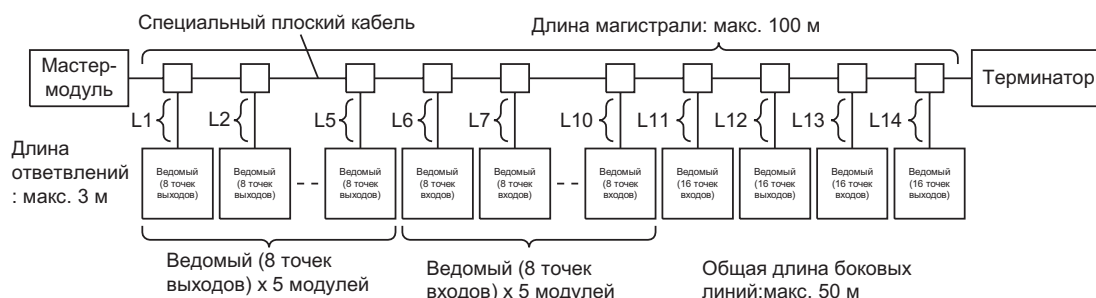 Специальный плоский кабель
Длина магистрали: макс. 100 м
Мастер-
модуль
Терминатор
L1
L2
L5
L6
L7
L10
L11
L12
L13
L14
Длина
ответвлений
: макс. 3 м
Ведомый
(8 точек
выходов)
Ведомый
(8 точек
выходов)
Ведомый
(8 точек
выходов)
Ведомый
(8 точек
входов)
Ведомый
(8 точек
входов)
Ведомый
(8 точек
входов)
Ведомый
(16 точек
входов)
Ведомый
(16 точек
выходов)
Ведомый
(16 точек
входов)
Ведомый
(16 точек
выходов)
Ведомый (8 точек
выходов) x 5 модулей
Ведомый (8 точек
входов) x 5 модулей
Общая длина боковых
линий:макс. 50 м